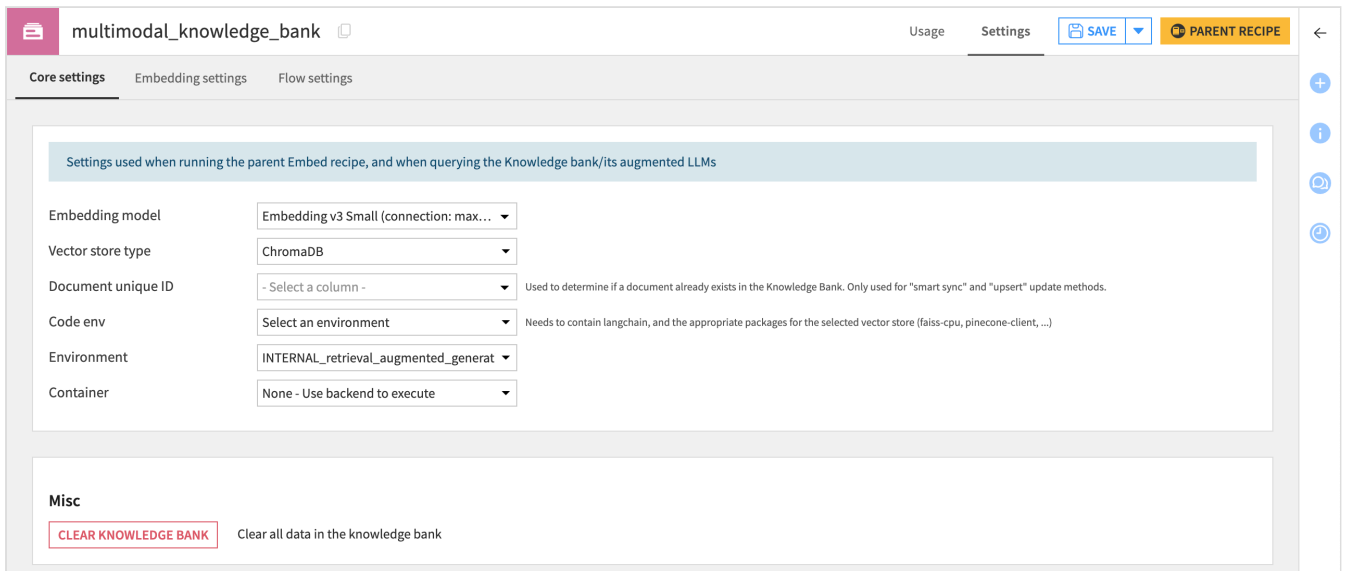 multimodal_knowledge_bank
Usage
Settings
SAVE
PARENT RECIPE
Core settings
Embedding settings
Flow settings
Settings used when running the parent Embed recipe, and when querying the Knowledge bank/its augmented LLMs
Embedding model
Embedding v3 Small (connection: max...
Vector store type
ChromaDB
Document unique ID
- Select a column -
Used to determine if a document already exists in the Knowledge Bank. Only used for "smart sync" and "upsert" update methods.
Code env
Select an environment
Needs to contain langchain, and the appropriate packages for the selected vector store (faiss-cpu, pinecone-client, ...)
Environment
INTERNAL_retrieval_augmented_generat
Container
None - Use backend to execute
Misc
CLEAR KNOWLEDGE BANK
Clear all data in the knowledge bank